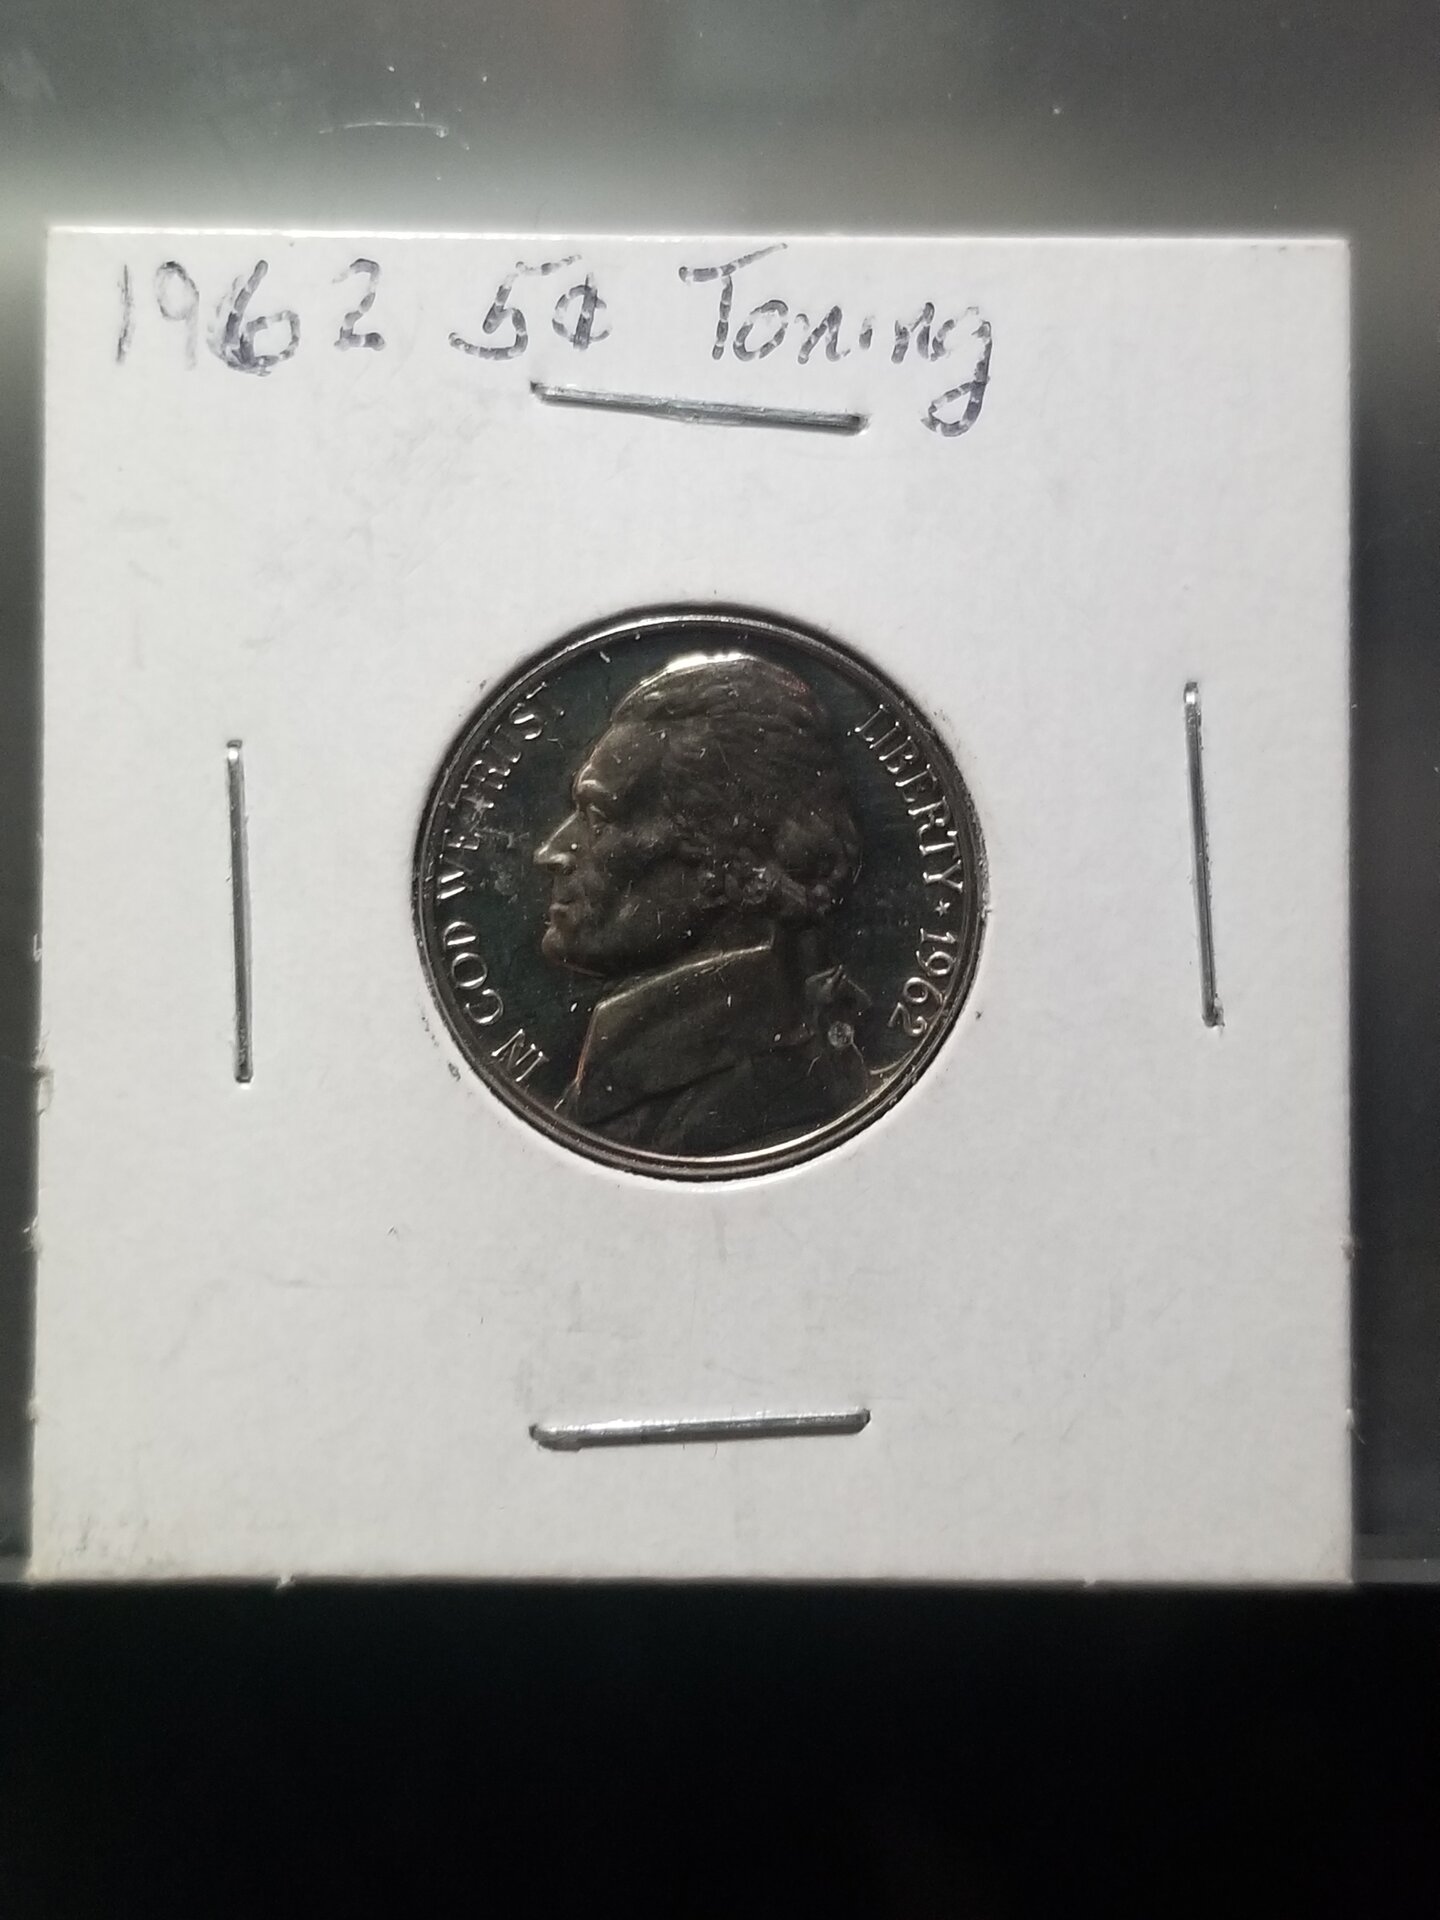 1962 5¢ Toning
IN GOD WE TRUST
LIBERTY ★ 1962